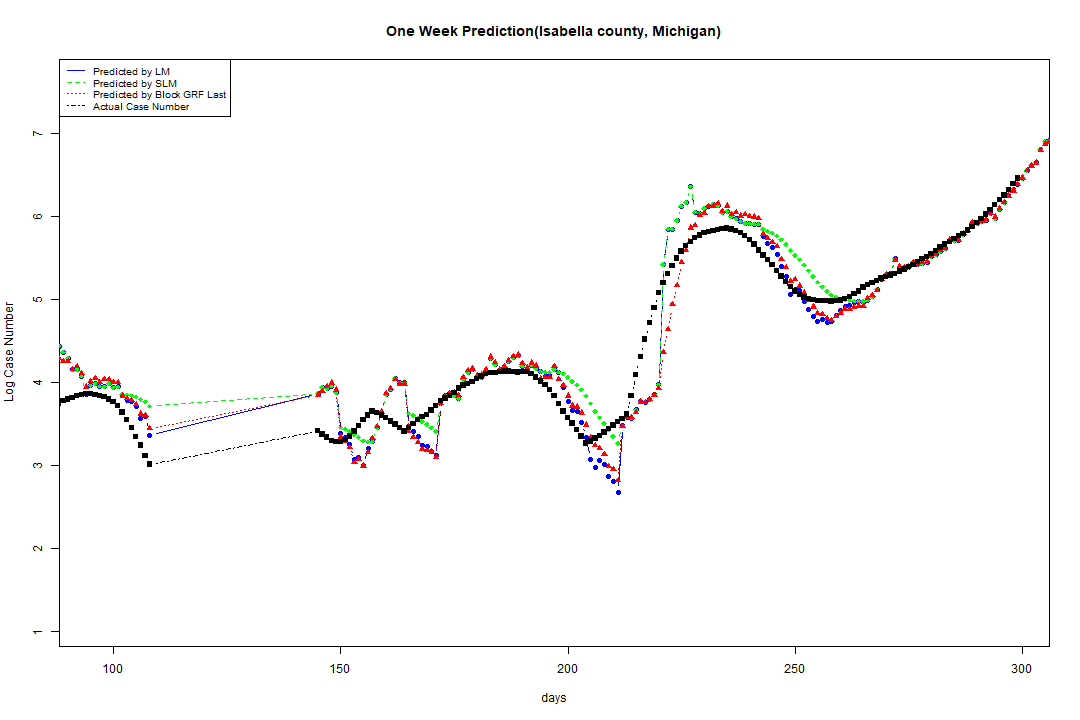 One Week Prediction(Isabella county, Michigan)
Predicted by LM
Predicted by SLM
Predicted by Block GRF Last
Actual Case Number
Log Case Number
7
6
5
4
3
2
1
100 150 200 250 300
days